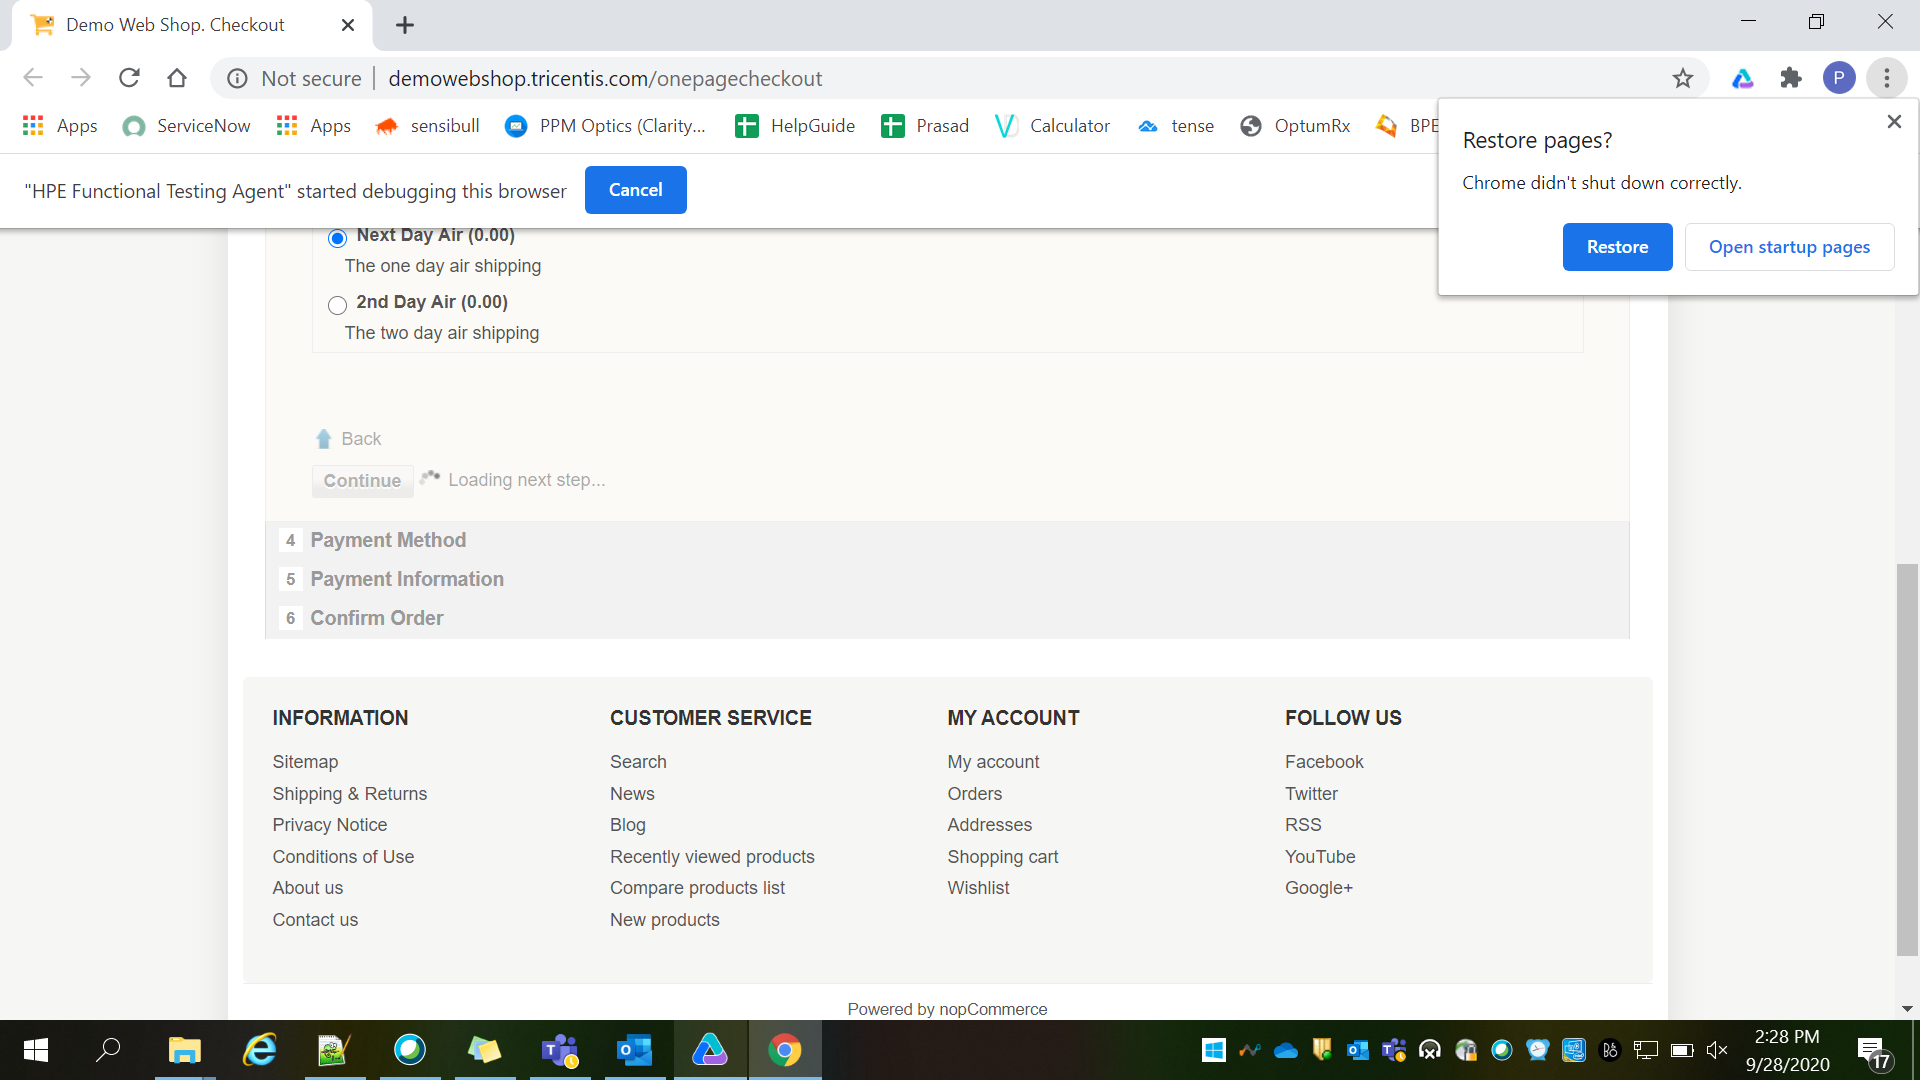 Demo Web Shop. Checkout
Not secure
demowebshop.tricentis.com/onepagecheckout
P
Apps
ServiceNow
Apps
sensibull
PPM Optics (Clarity...
HelpGuide
Prasad
Calculator
tense
OptumRx
BPE
Restore pages?
Chrome didn't shut down correctly.
Restore
Open startup pages
"HPE Functional Testing Agent" started debugging this browser
Cancel
Next Day Air (0.00)
The one day air shipping
2nd Day Air (0.00)
The two day air shipping
Back
Continue
Loading next step...
4 Payment Method
5 Payment Information
6 Confirm Order
INFORMATION
Sitemap
Shipping & Returns
Privacy Notice
Conditions of Use
About us
Contact us
CUSTOMER SERVICE
Search
News
Blog
Recently viewed products
Compare products list
New products
MY ACCOUNT
My account
Orders
Addresses
Shopping cart
Wishlist
FOLLOW US
Facebook
Twitter
RSS
YouTube
Google+
Powered by nopCommerce
2:28 PM
9/28/2020
17